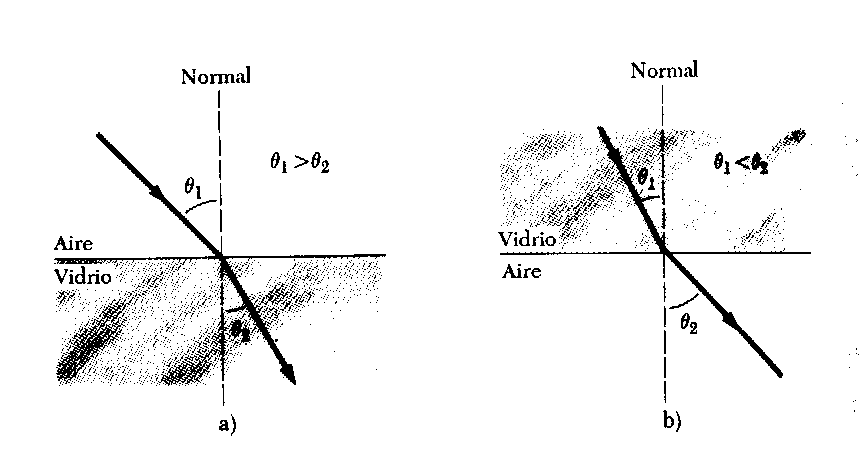 Normal
θ₁>θ₂
θ₁
Aire
Vidrio
θ₂
a)
Normal
θ₁<θ₂
θ₁
Vidrio
Aire
θ₂
b)